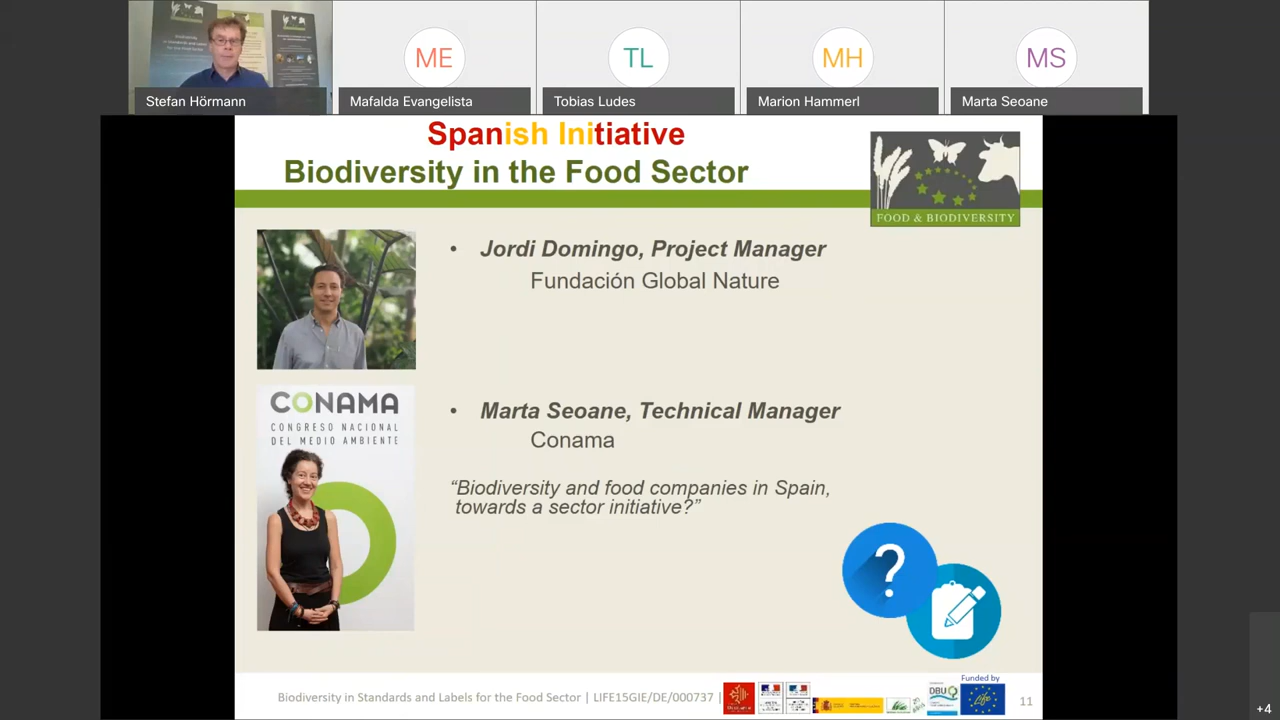 ME
TL
MH
MS
Stefan Hörmann
Mafalda Evangelista
Tobias Ludes
Marion Hammerl
Marta Seoane
Spanish Initiative
Biodiversity in the Food Sector
FOOD & BIODIVERSITY
• Jordi Domingo, Project Manager
Fundación Global Nature
CONAMA
CONGRESO NACIONAL
DEL MEDIO AMBIENTE
• Marta Seoane, Technical Manager
Conama
“Biodiversity and food companies in Spain,
towards a sector initiative?”
?
Funded by
Biodiversity in Standards and Labels for the Food Sector | LIFE15GIE/DE/000737 |
DBU
Life
11
+4